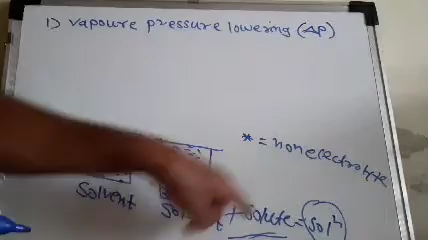 1) vapoure pressure lowering (ΔP)
* = nonelectrolyte
Solvent
+ solute = solⁿ